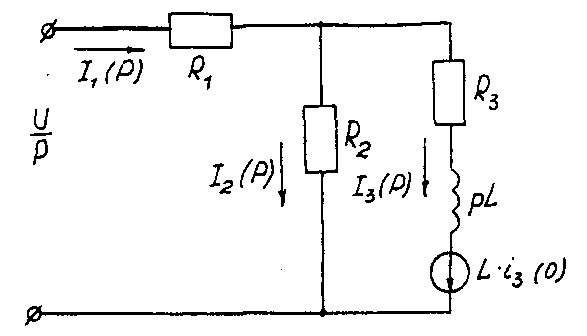 I₁(P)
R₁
U/P
R₂
I₂(P)
R₃
I₃(P)
pL
L·i₃(0)